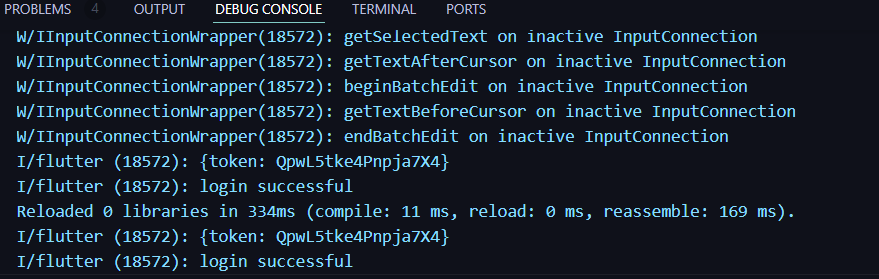 PROBLEMS 4 OUTPUT DEBUG CONSOLE TERMINAL PORTS
W/IInputConnectionWrapper(18572): getSelectedText on inactive InputConnection
W/IInputConnectionWrapper(18572): getTextAfterCursor on inactive InputConnection
W/IInputConnectionWrapper(18572): beginBatchEdit on inactive InputConnection
W/IInputConnectionWrapper(18572): getTextBeforeCursor on inactive InputConnection
W/IInputConnectionWrapper(18572): endBatchEdit on inactive InputConnection
I/flutter (18572): {token: QpwL5tke4Pnpja7X4}
I/flutter (18572): login successful
Reloaded 0 libraries in 334ms (compile: 11 ms, reload: 0 ms, reassemble: 169 ms).
I/flutter (18572): {token: QpwL5tke4Pnpja7X4}
I/flutter (18572): login successful